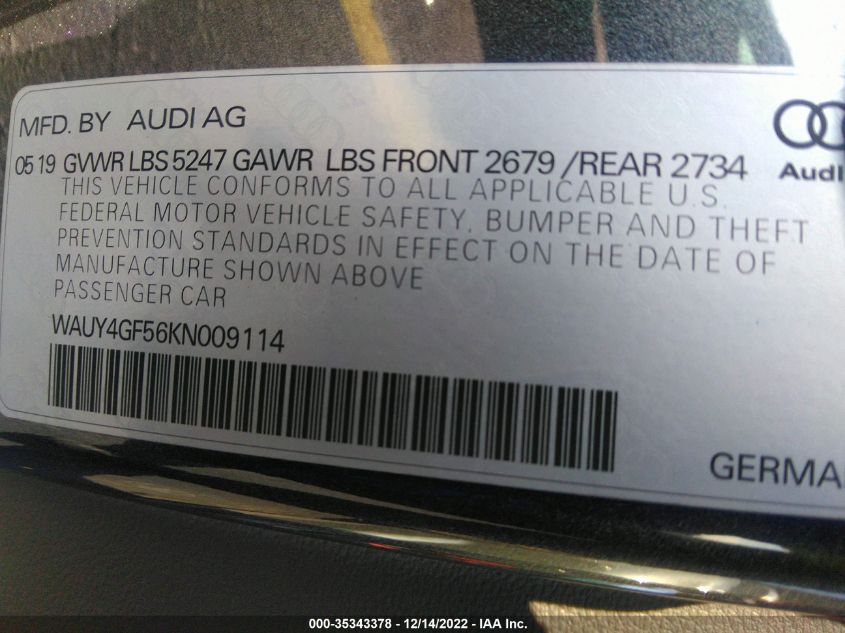 MFD. BY AUDI AG
05 19 GVWR LBS 5247 GAWR LBS FRONT 2679 /REAR 2734
Audi
THIS VEHICLE CONFORMS TO ALL APPLICABLE U.S.
FEDERAL MOTOR VEHICLE SAFETY, BUMPER AND THEFT
PREVENTION STANDARDS IN EFFECT ON THE DATE OF
MANUFACTURE SHOWN ABOVE
PASSENGER CAR
WAUY4GF56KN009114
GERMA
000-35343378 - 12/14/2022 - IAA Inc.